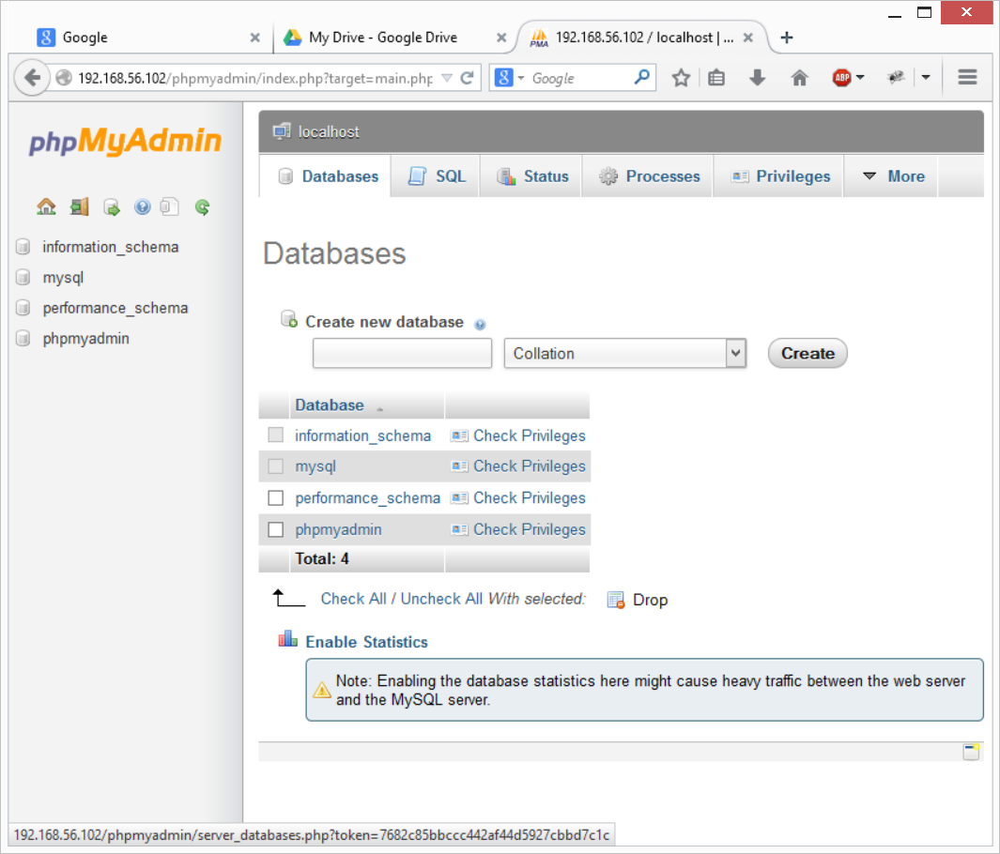 Google
My Drive - Google Drive
PMA 192.168.56.102 / localhost | ...
192.168.56.102/phpmyadmin/index.php?target=main.php
Google
ABP
phpMyAdmin
information_schema
mysql
performance_schema
phpmyadmin
localhost
Databases SQL Status Processes Privileges More
Databases
Create new database
Collation Create
Database
information_schema Check Privileges
mysql Check Privileges
performance_schema Check Privileges
phpmyadmin Check Privileges
Total: 4
Check All / Uncheck All With selected: Drop
Enable Statistics
Note: Enabling the database statistics here might cause heavy traffic between the web server
and the MySQL server.
192.168.56.102/phpmyadmin/server_databases.php?token=7682c85bbccc442af44d5927cbbd7c1c